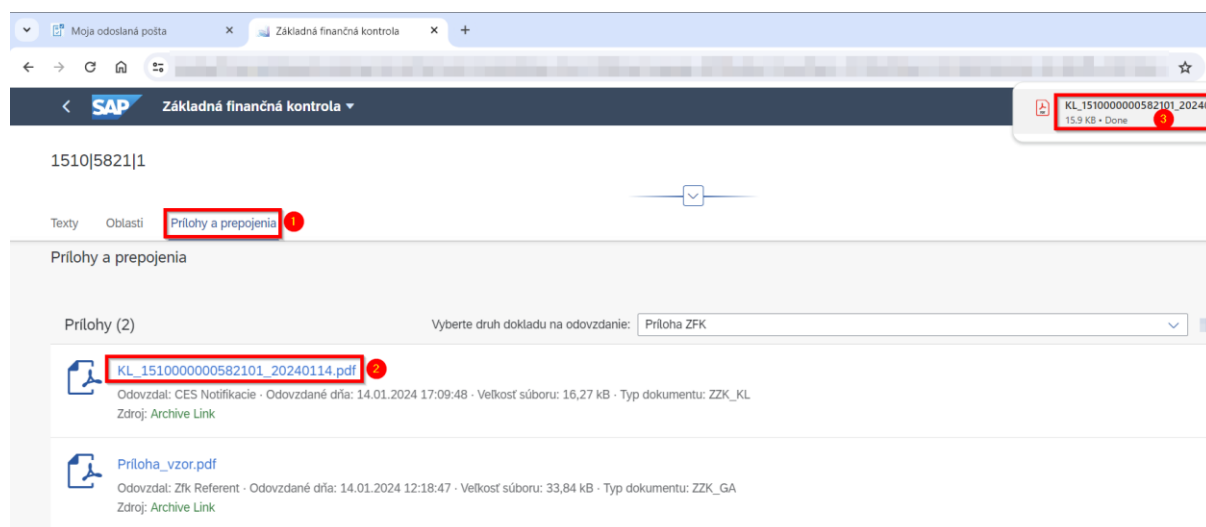 Moja odoslaná pošta
Základná finančná kontrola
SAP
Základná finančná kontrola
KL_1510000000582101_2024
15.9 KB • Done
3
1510|5821|1
Texty
Oblasti
Prílohy a prepojenia
1
Prílohy a prepojenia
Prílohy (2)
Vyberte druh dokladu na odovzdanie:
Príloha ZFK
KL_1510000000582101_20240114.pdf
2
Odovzdal: CES Notifikacie · Odovzdané dňa: 14.01.2024 17:09:48 · Veľkosť súboru: 16,27 kB · Typ dokumentu: ZZK_KL
Zdroj: Archive Link
Príloha_vzor.pdf
Odovzdal: Zfk Referent · Odovzdané dňa: 14.01.2024 12:18:47 · Veľkosť súboru: 33,84 kB · Typ dokumentu: ZZK_GA
Zdroj: Archive Link